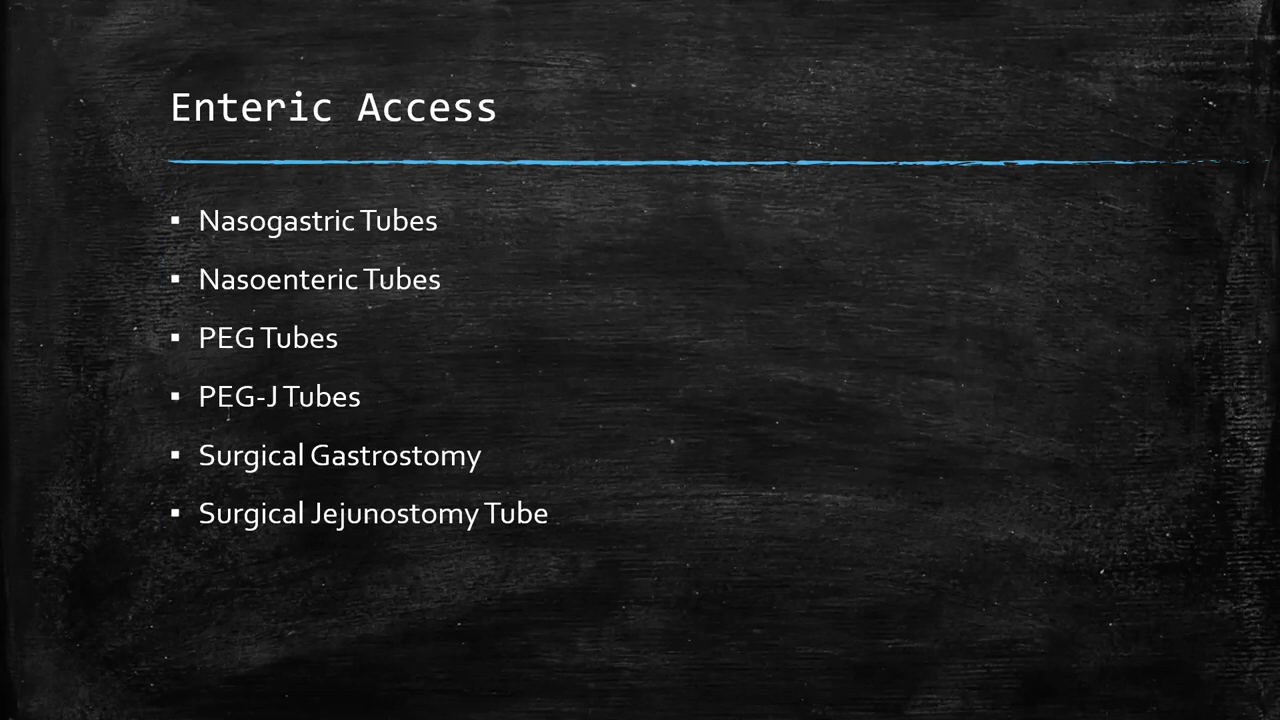 Enteric Access
▪ Nasogastric Tubes
▪ Nasoenteric Tubes
▪ PEG Tubes
▪ PEG-J Tubes
▪ Surgical Gastrostomy
▪ Surgical Jejunostomy Tube